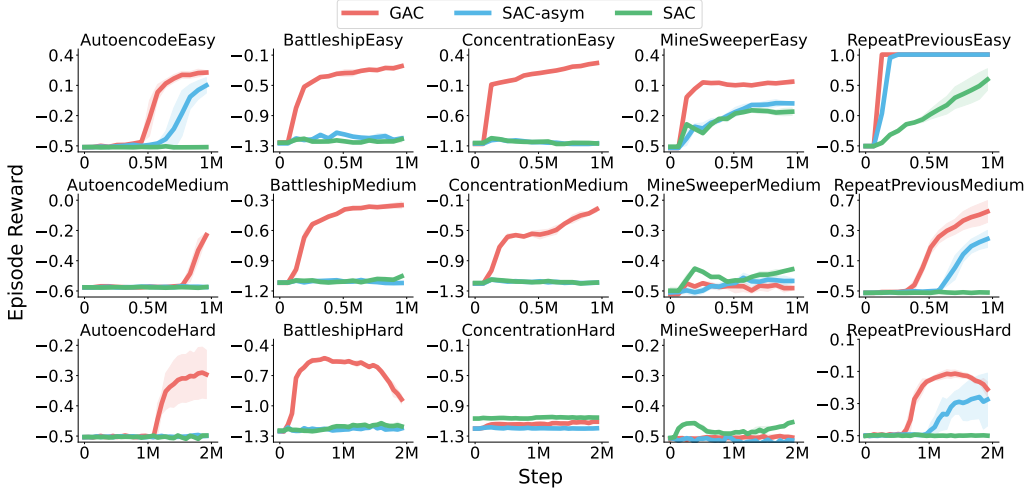 GAC SAC-asym SAC
AutoencodeEasy BattleshipEasy ConcentrationEasy MineSweeperEasy RepeatPreviousEasy
0.4 −0.1 0.4 0.4 1.0
0.1 −0.5 −0.1 0.1 0.5
−0.2 −0.9 −0.6 −0.2 −0.0
−0.5 −1.3 −1.1 −0.5 −0.5
0 0.5M 1M 0 0.5M 1M 0 0.5M 1M 0 0.5M 1M 0 0.5M 1M
AutoencodeMedium BattleshipMedium ConcentrationMedium MineSweeperMedium RepeatPreviousMedium
0.0 −0.3 −0.1 −0.2 0.7
−0.2 −0.6 −0.5 −0.3 0.3
−0.4 −0.9 −0.9 −0.4 −0.1
−0.6 −1.2 −1.3 −0.5 −0.5
0 0.5M 1M 0 0.5M 1M 0 0.5M 1M 0 0.5M 1M 0 0.5M 1M
AutoencodeHard BattleshipHard ConcentrationHard MineSweeperHard RepeatPreviousHard
−0.2 −0.4 −0.1 −0.2 0.1
−0.3 −0.7 −0.5 −0.3 −0.1
−0.4 −1.0 −0.9 −0.4 −0.3
−0.5 −1.3 −1.3 −0.5 −0.5
0 1M 2M 0 1M 2M 0 1M 2M 0 1M 2M 0 1M 2M
Episode Reward
Step